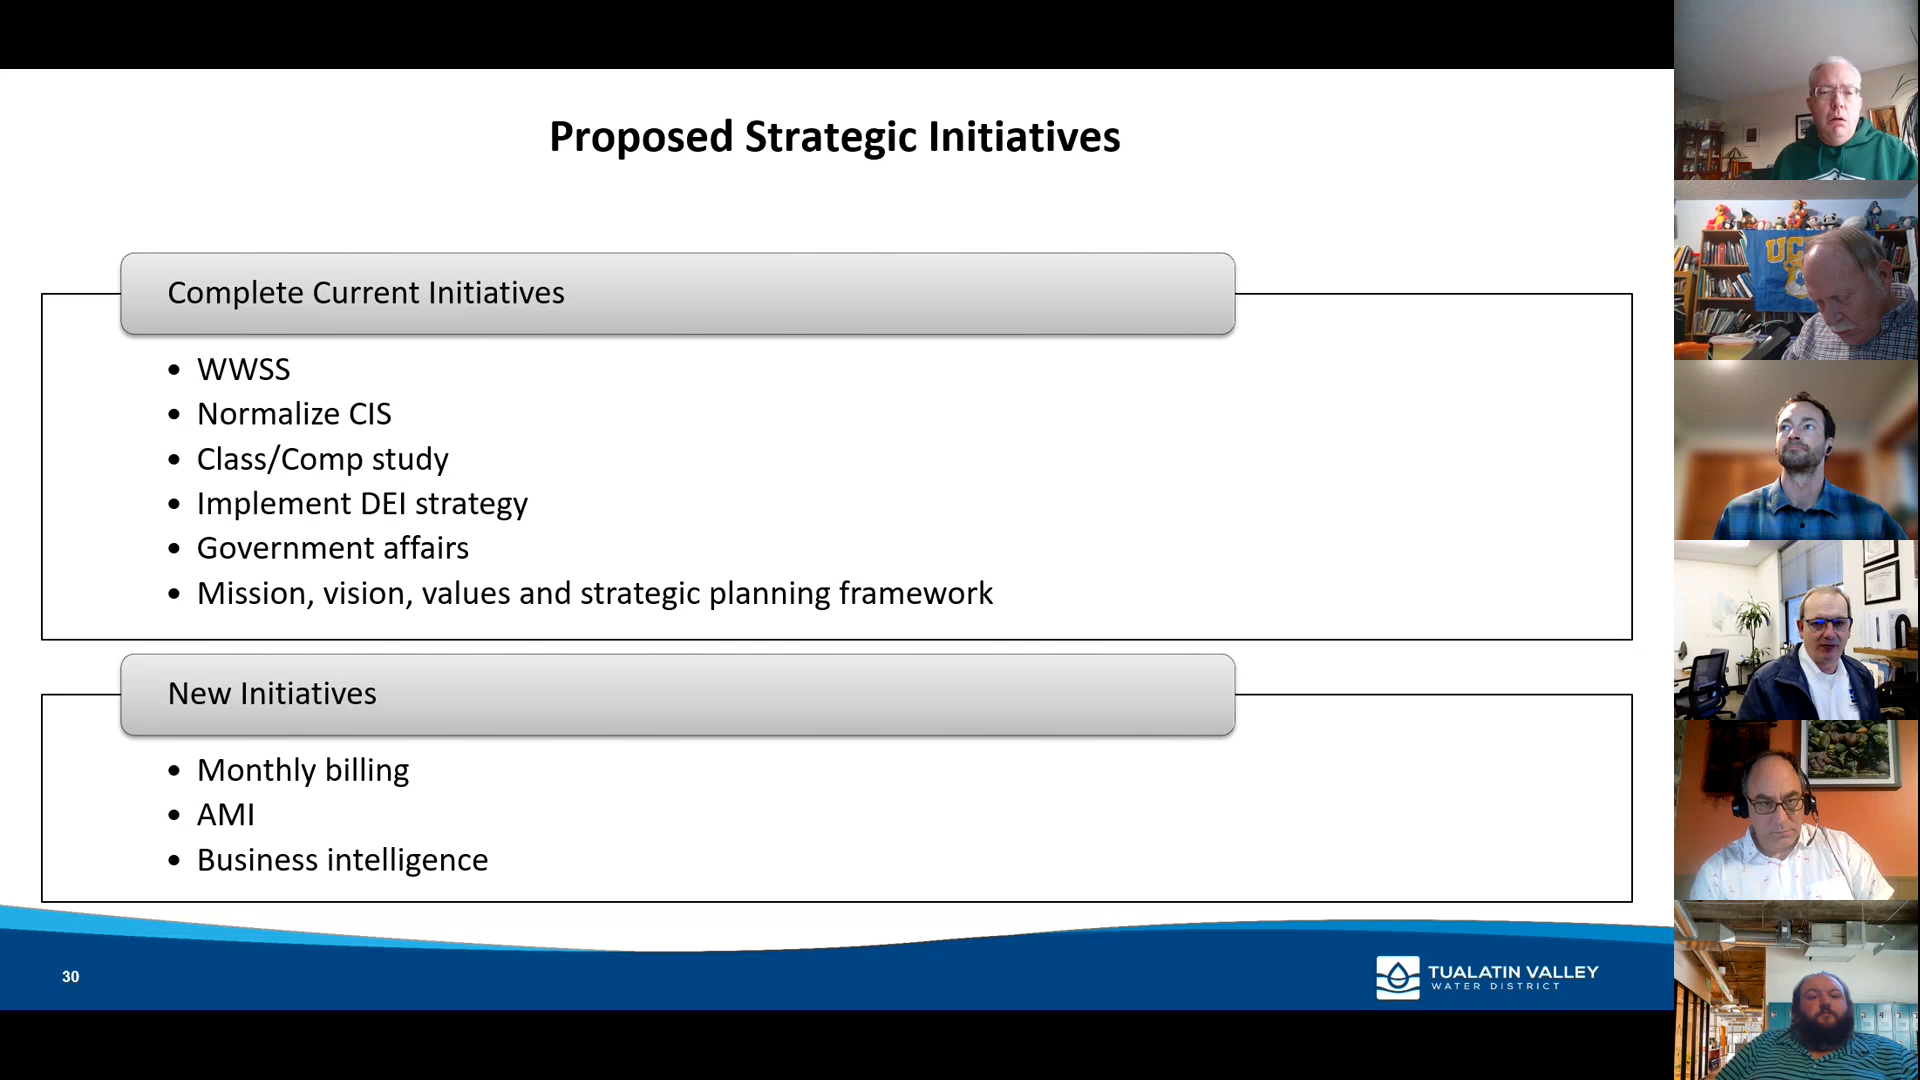 Proposed Strategic Initiatives
Complete Current Initiatives
• WWSS
• Normalize CIS
• Class/Comp study
• Implement DEI strategy
• Government affairs
• Mission, vision, values and strategic planning framework
New Initiatives
• Monthly billing
• AMI
• Business intelligence
30
TUALATIN VALLEY
WATER DISTRICT
UC